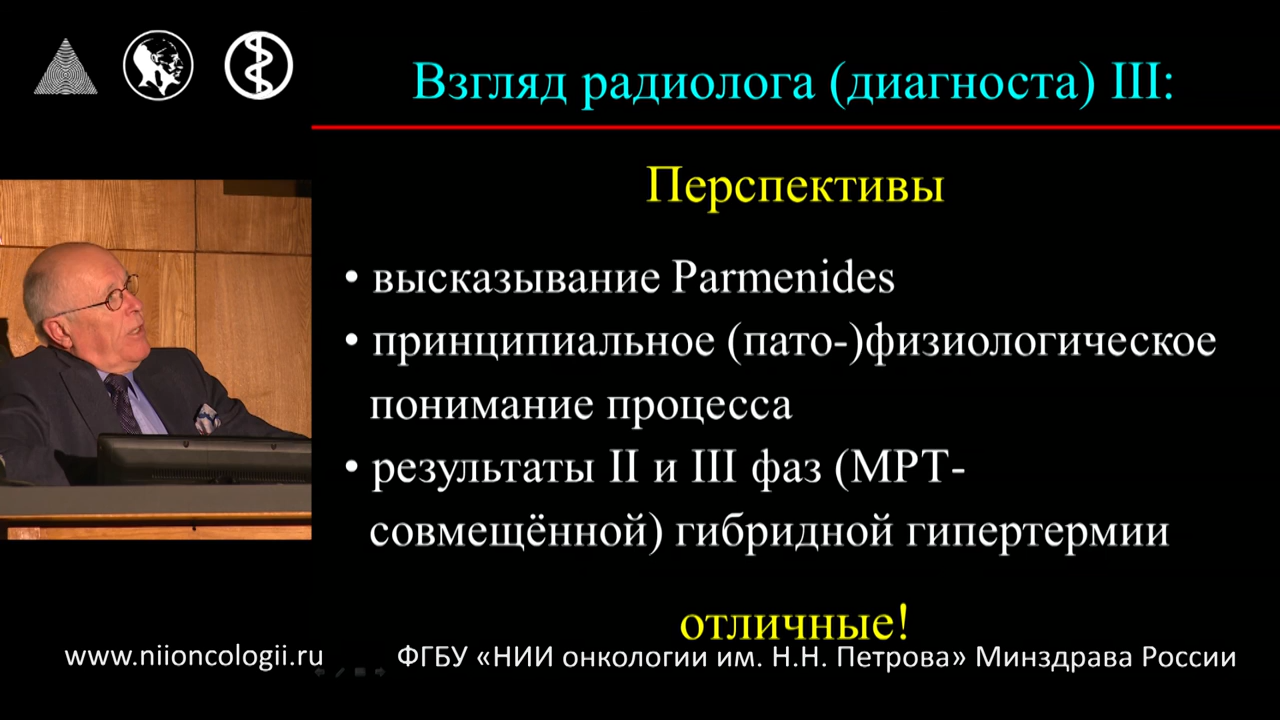 Взгляд радиолога (диагноста) III:
Перспективы
• высказывание Parmenides
• принципиальное (пато-)физиологическое
понимание процесса
• результаты II и III фаз (МРТ-
совмещённой) гибридной гипертермии
отличные!
www.niioncologii.ru
ФГБУ «НИИ онкологии им. Н.Н. Петрова» Минздрава России